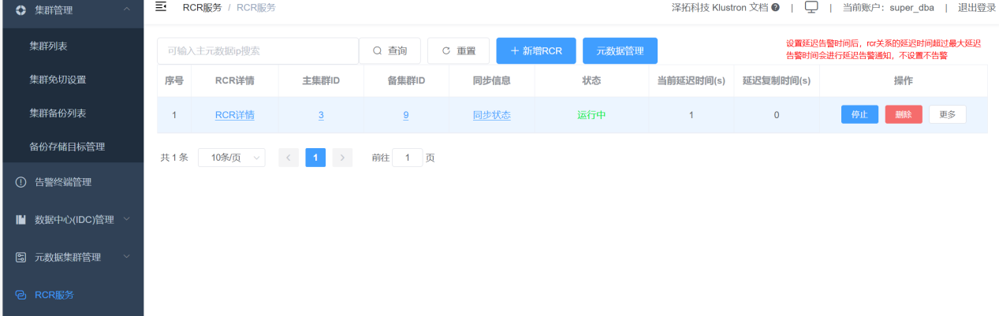 集群管理
集群列表
集群免切设置
集群备份列表
备份存储目标管理
告警终端管理
数据中心(IDC)管理
元数据集群管理
RCR服务
RCR服务 / RCR服务
泽拓科技 Klustron 文档 ? | | 当前账户：super_dba | 退出登录
可输入主元数据ip搜索 查询 重置 + 新增RCR 元数据管理
设置延迟告警时间后，rcr关系的延迟时间超过最大延迟
告警时间会进行延迟告警通知，不设置不告警
序号 RCR详情 主集群ID 备集群ID 同步信息 状态 当前延迟时间(s) 延迟复制时间(s) 操作
1 RCR详情 3 9 同步状态 运行中 1 0 停止 删除 更多
共 1 条 10条/页 < 1 > 前往 1 页